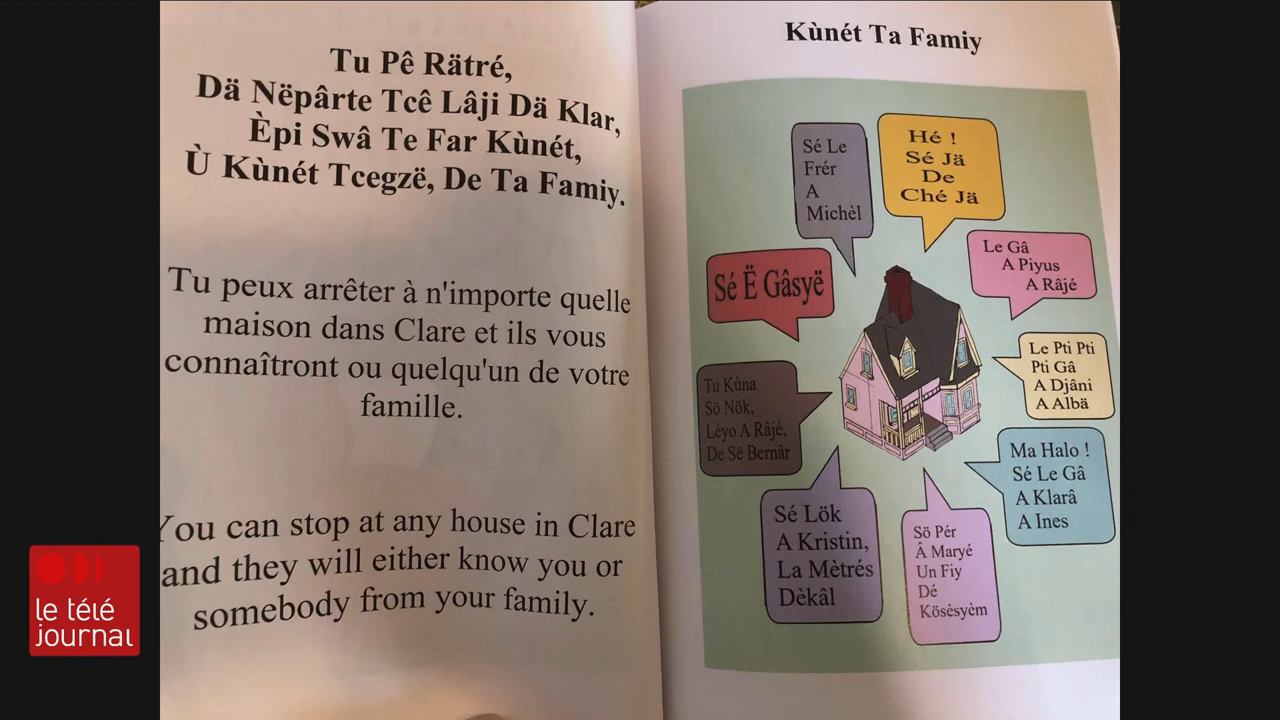 Tu Pê Rätré,
Dä Nëpârte Tcê Lâji Dä Klar,
Èpi Swâ Te Far Kùnét,
Ù Kùnét Tcegzë, De Ta Famiy.
Tu peux arrêter à n'importe quelle
maison dans Clare et ils vous
connaîtront ou quelqu'un de votre
famille.
You can stop at any house in Clare
and they will either know you or
somebody from your family.
Kùnét Ta Famiy
Sé Le
Frér
A
Michèl
Hé !
Sé Jä
De
Ché Jä
Le Gâ
A Piyus
A Râjé
Sé Ë Gâsyë
Le Pti Pti
Pti Gâ
A Djâni
A Albä
Tu Kùna
Sö Nök,
Léyo A Râjé,
De Së Bernâr
Ma Halo !
Sé Le Gâ
A Klarâ
A Ines
Sé Lök
A Kristin,
La Mètrés
Dèkâl
Sö Pér
Â Maryé
Un Fiy
Dé
Kösèsyèm
le télé
journal